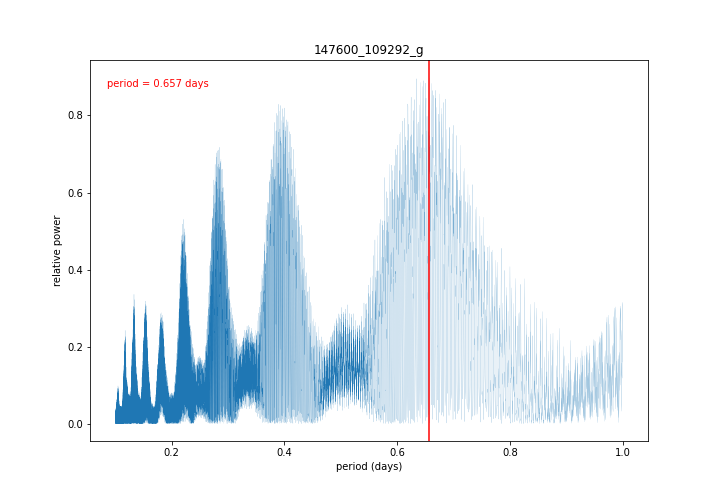 147600_109292_g
period = 0.657 days
relative power
0.8
0.6
0.4
0.2
0.0
0.2 0.4 0.6 0.8 1.0
period (days)